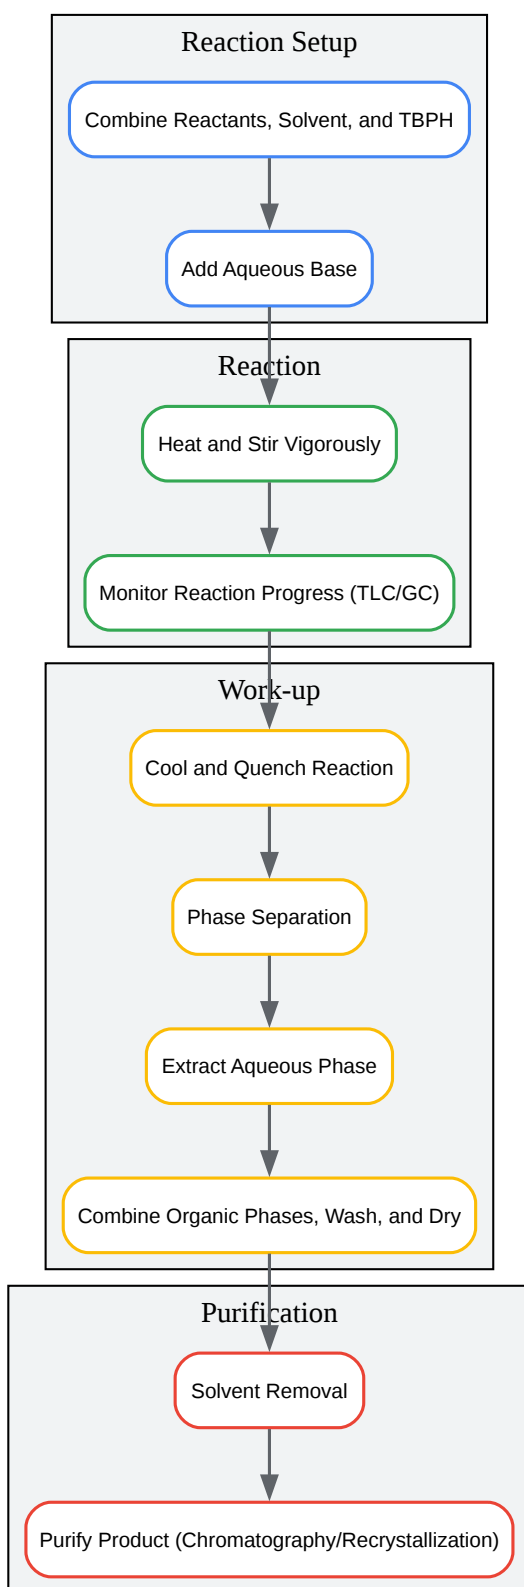 Reaction Setup
Combine Reactants, Solvent, and TBPH
Add Aqueous Base
Reaction
Heat and Stir Vigorously
Monitor Reaction Progress (TLC/GC)
Work-up
Cool and Quench Reaction
Phase Separation
Extract Aqueous Phase
Combine Organic Phases, Wash, and Dry
Purification
Solvent Removal
Purify Product (Chromatography/Recrystallization)